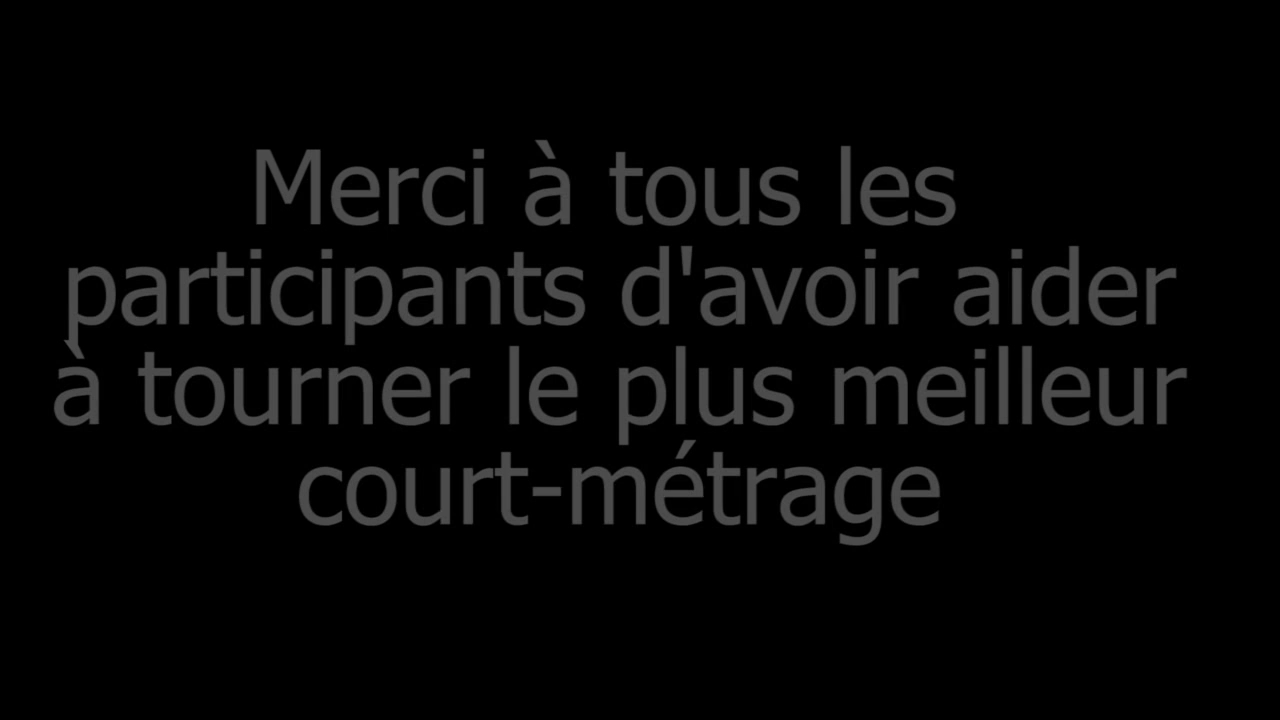 Merci à tous les
participants d'avoir aider
à tourner le plus meilleur
court-métrage